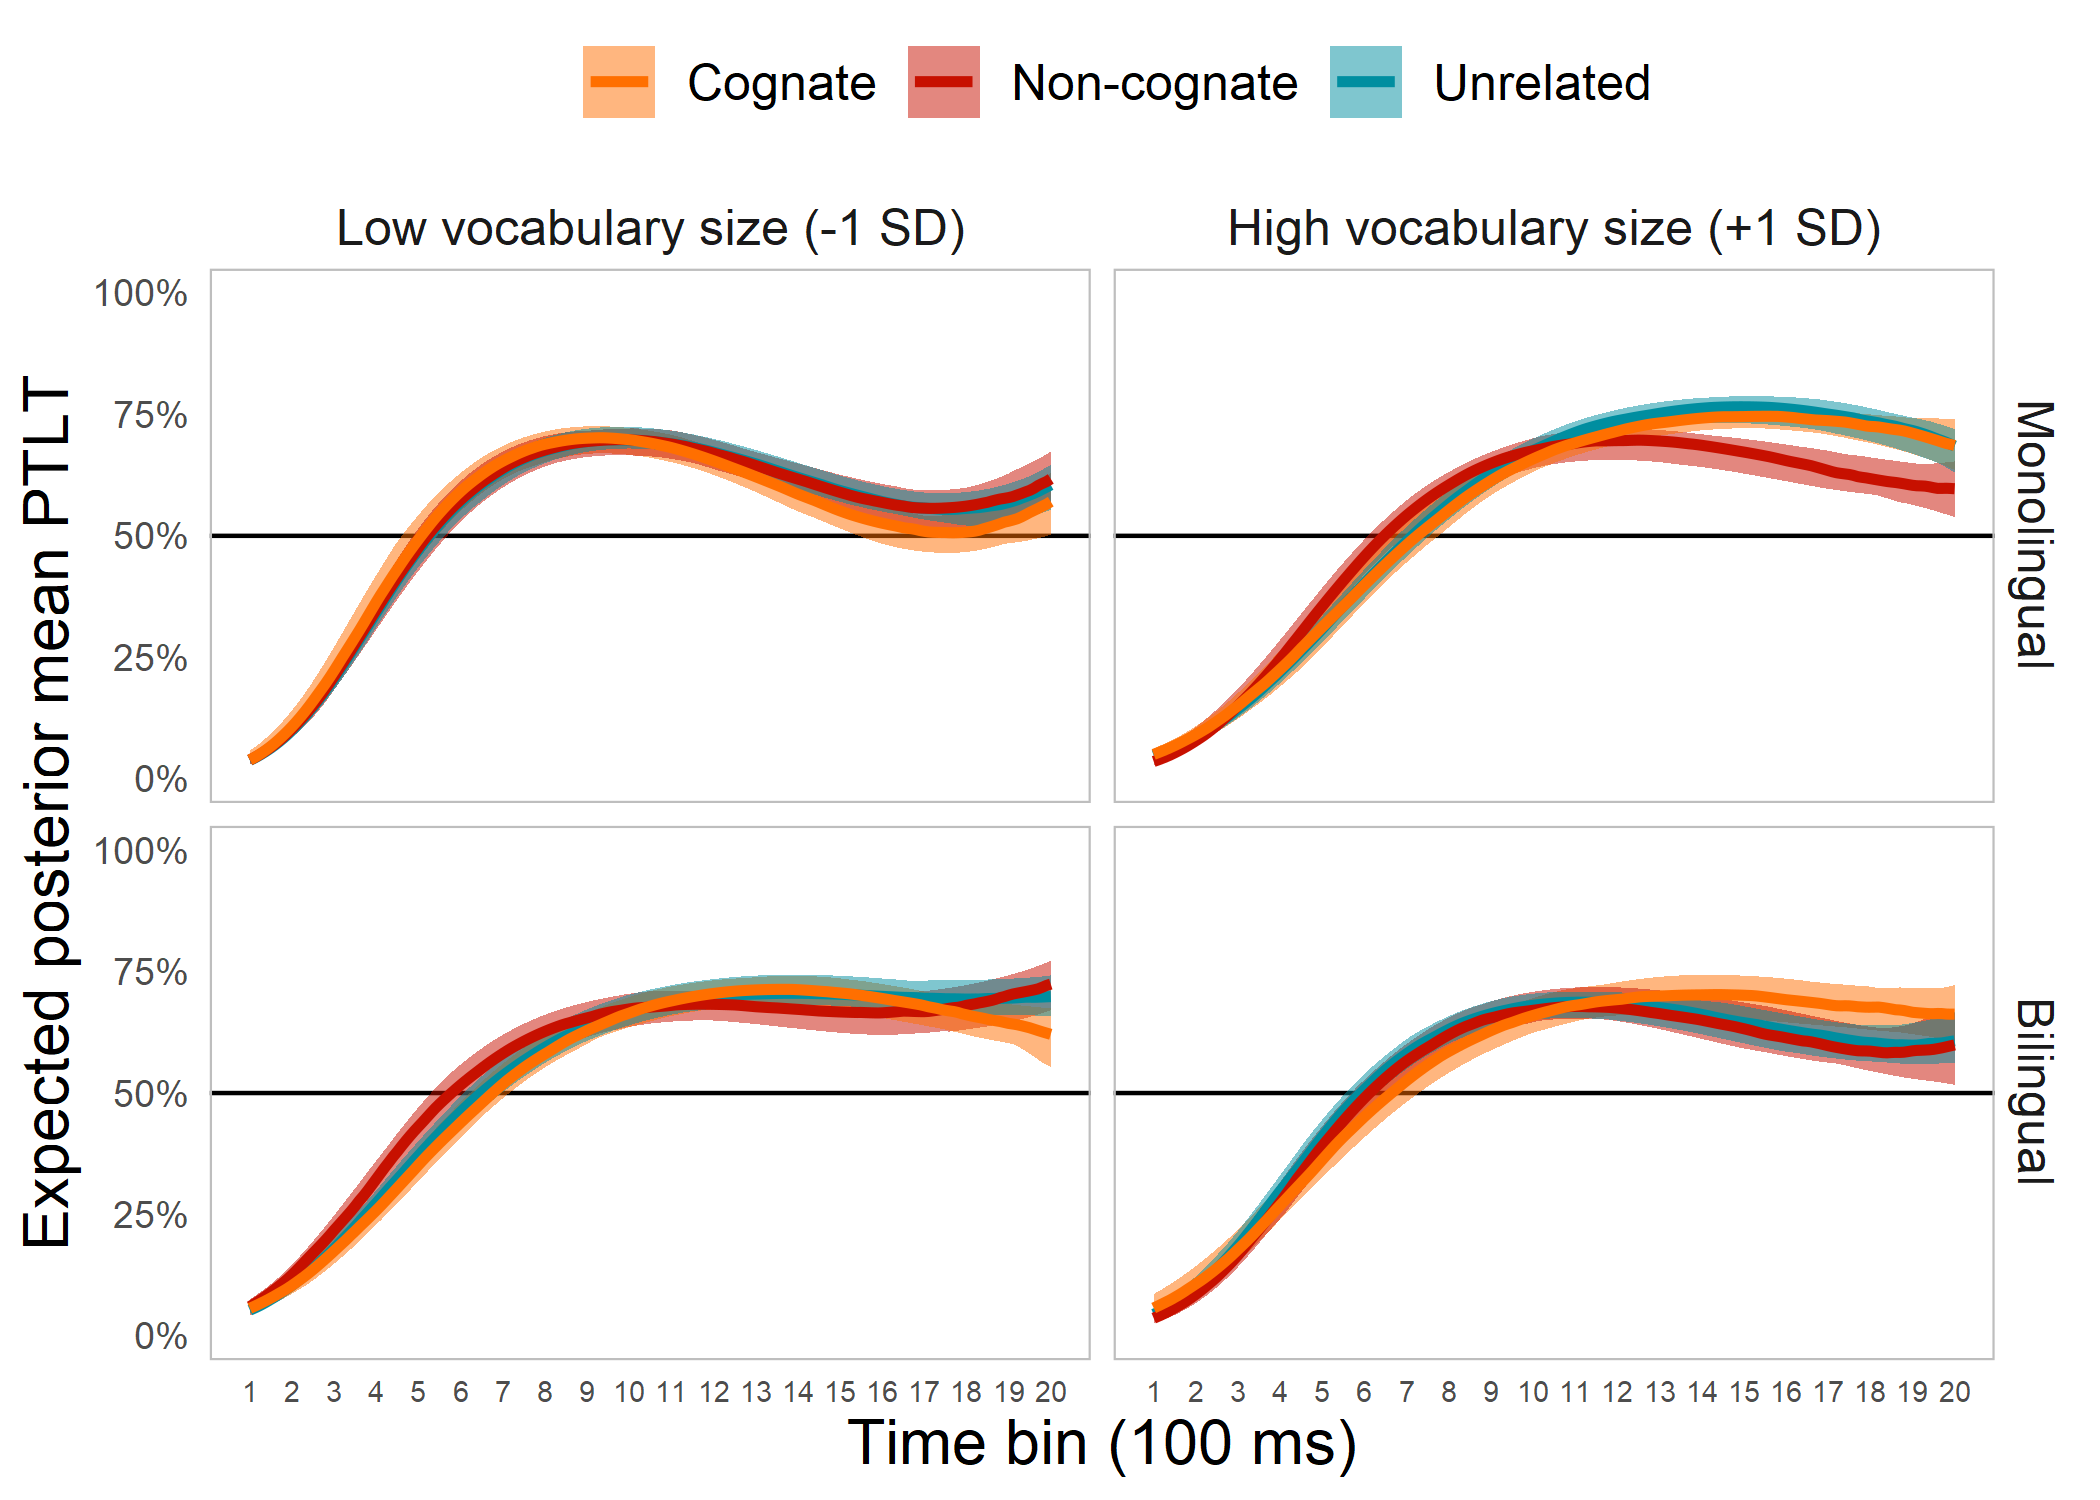 Cognate Non-cognate Unrelated
Low vocabulary size (-1 SD) High vocabulary size (+1 SD)
Expected posterior mean PTLT
100%
75%
50%
25%
0%
Monolingual
100%
75%
50%
25%
0%
Bilingual
1 2 3 4 5 6 7 8 9 10 11 12 13 14 15 16 17 18 19 20 1 2 3 4 5 6 7 8 9 10 11 12 13 14 15 16 17 18 19 20
Time bin (100 ms)